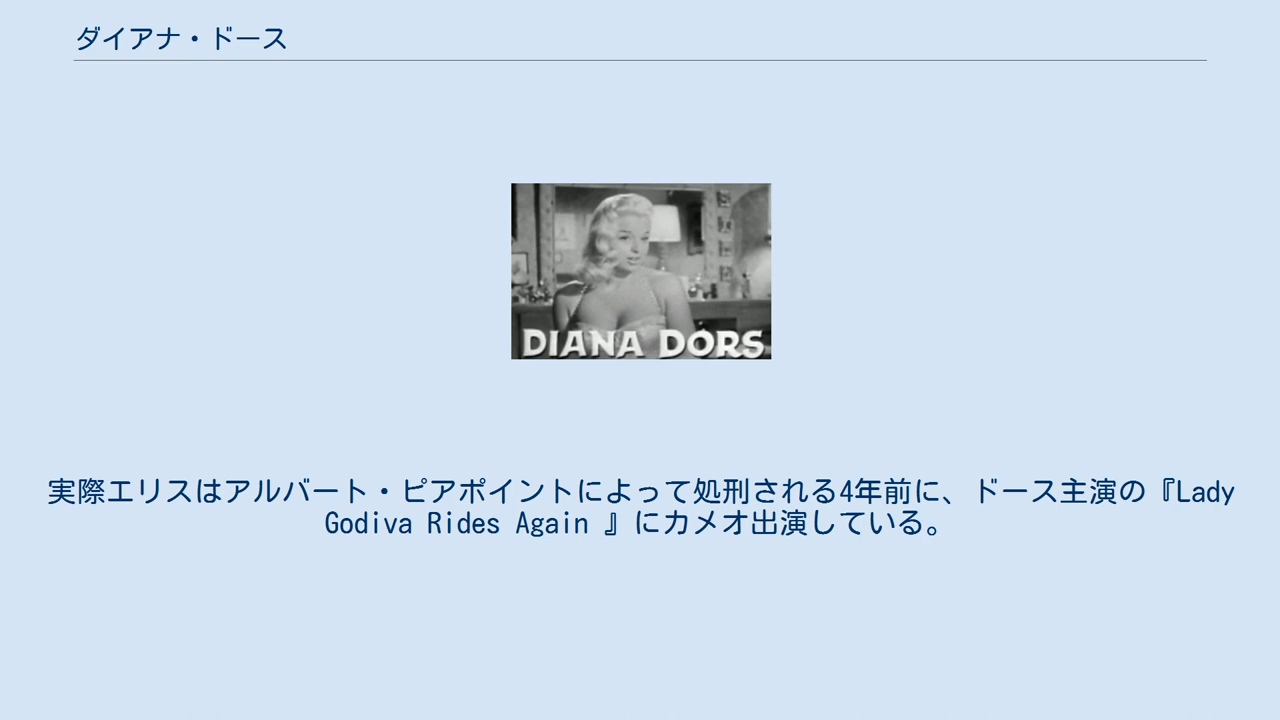 ダイアナ・ドース
DIANA DORS
実際エリスはアルバート・ピアポイントによって処刑される4年前に、ドース主演の『Lady
Godiva Rides Again 』にカメオ出演している。